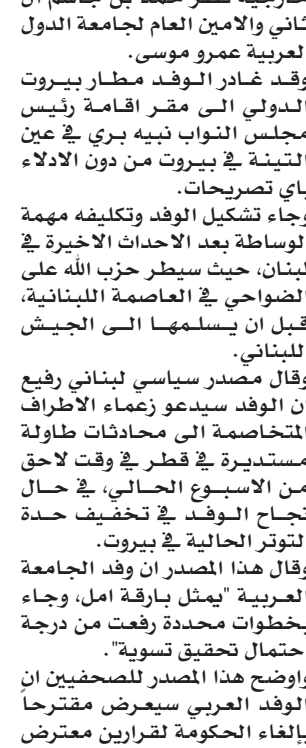 خارجية قطر حمد بن جاسم آل
ثاني والامين العام لجامعة الدول
العربية عمرو موسى.
وقد غادر الوفد مطار بيروت
الدولي الى مقر اقامة رئيس
مجلس النواب نبيه بري في عين
التينة في بيروت من دون الادلاء
باي تصريحات.
وجاء تشكيل الوفد وتكليفه مهمة
الوساطة بعد الاحداث الاخيرة في
لبنان، حيث سيطر حزب الله على
الضواحي في العاصمة اللبنانية،
قبل ان يسلمها الى الجيش
اللبناني.
وقال مصدر سياسي لبناني رفيع
ان الوفد سيدعو زعماء الاطراف
المتخاصمة الى محادثات طاولة
مستديرة في قطر في وقت لاحق
من الاسبوع الحالي، في حال
نجاح الوفد في تخفيف حدة
التوتر الحالية في بيروت.
وقال هذا المصدر ان وفد الجامعة
العربية "يمثل بارقة امل، وجاء
بخطوات محددة رفعت من درجة
احتمال تحقيق تسوية".
واوضح هذا المصدر للصحفيين ان
الوفد العربي سيعرض مقترحاً
بإلغاء الحكومة لقرارين معترض